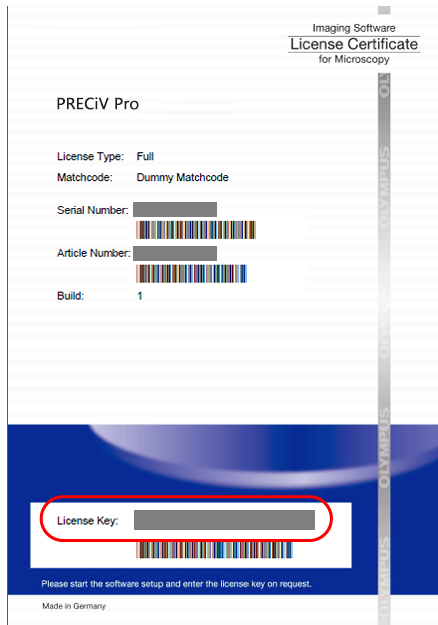 Imaging Software
License Certificate
for Microscopy
PRECiV Pro
License Type: Full
Matchcode: Dummy Matchcode
Serial Number:
Article Number:
Build: 1
OLYMPUS
OLYMPUS
OLYMPUS
OLYMPUS
OLYMPUS
License Key:
Please start the software setup and enter the license key on request.
Made in Germany